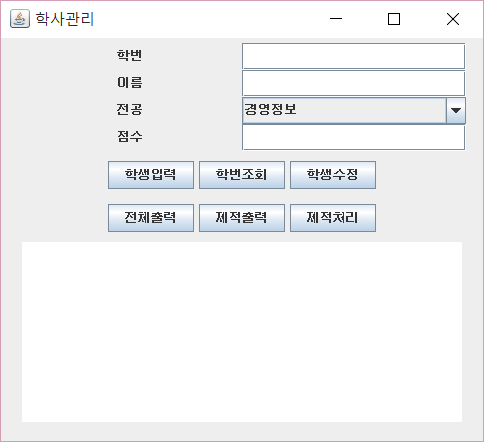 학사관리
학번
이름
전공 경영정보
점수
학생입력 학번조회 학생수정
전체출력 제적출력 제적처리